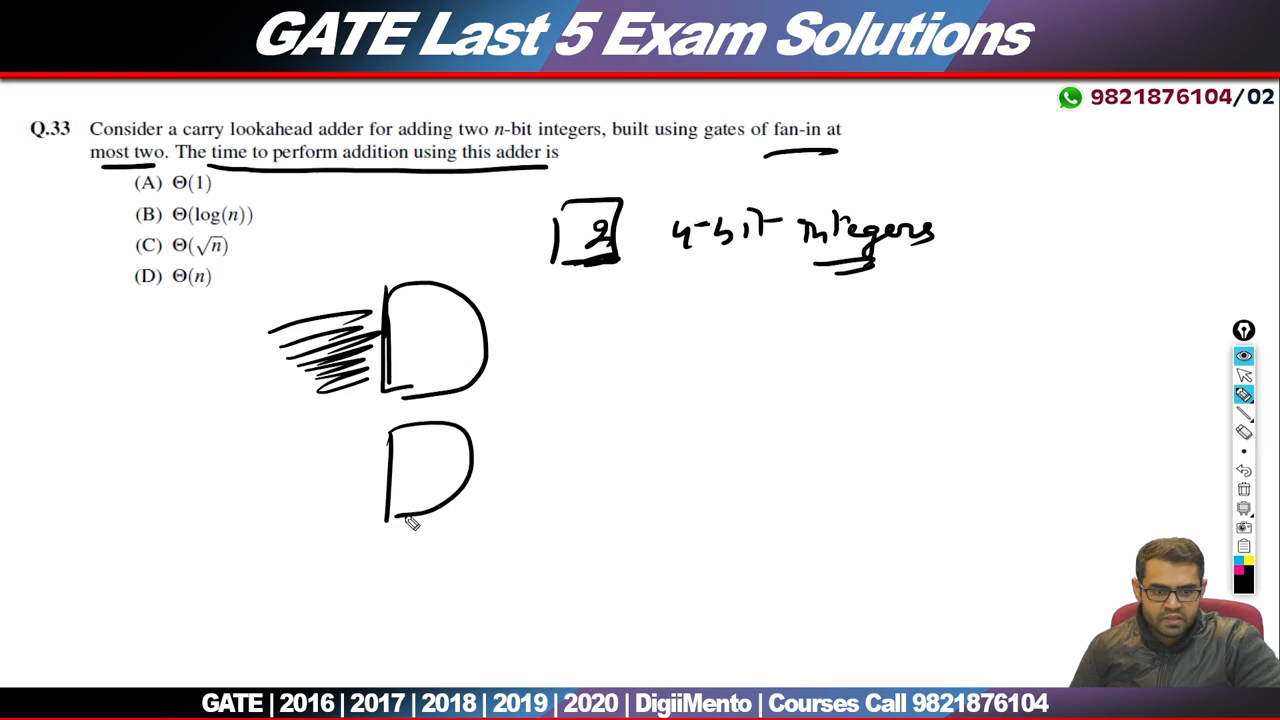 GATE Last 5 Exam Solutions
9821876104/02
Q.33 Consider a carry lookahead adder for adding two n-bit integers, built using gates of fan-in at
most two. The time to perform addition using this adder is
(A) Θ(1)
(B) Θ(log(n))
(C) Θ(√n)
(D) Θ(n)
2 4-bit integers
GATE | 2016 | 2017 | 2018 | 2019 | 2020 | DigiiMento | Courses Call 9821876104